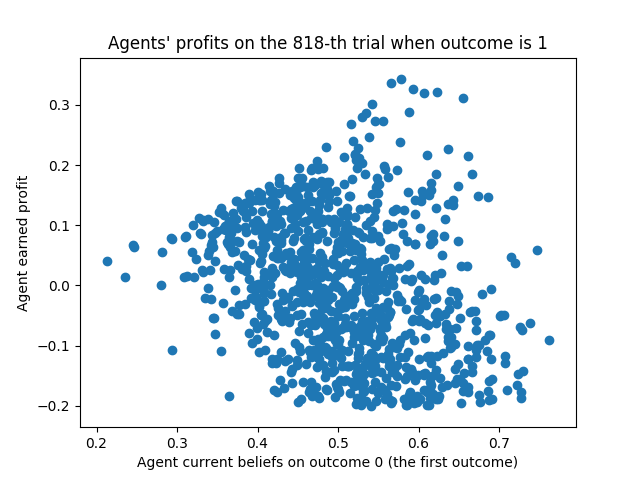 Agents' profits on the 818-th trial when outcome is 1
Agent earned profit
0.3
0.2
0.1
0.0
−0.1
−0.2
0.2 0.3 0.4 0.5 0.6 0.7
Agent current beliefs on outcome 0 (the first outcome)